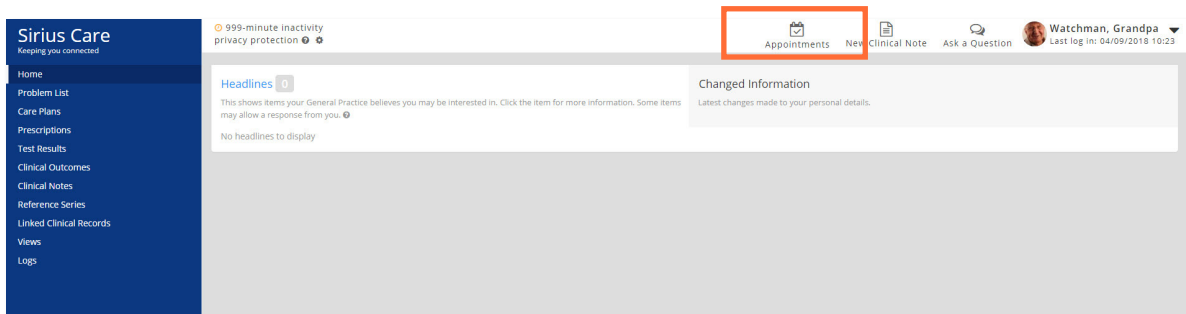 Sirius Care
Keeping you connected
Home
Problem List
Care Plans
Prescriptions
Test Results
Clinical Outcomes
Clinical Notes
Reference Series
Linked Clinical Records
Views
Logs
999-minute inactivity
privacy protection
Appointments
New Clinical Note
Ask a Question
Watchman, Grandpa
Last log in: 04/09/2018 10:23
Headlines 0
This shows items your General Practice believes you may be interested in. Click the item for more information. Some items
may allow a response from you.
No headlines to display
Changed Information
Latest changes made to your personal details.